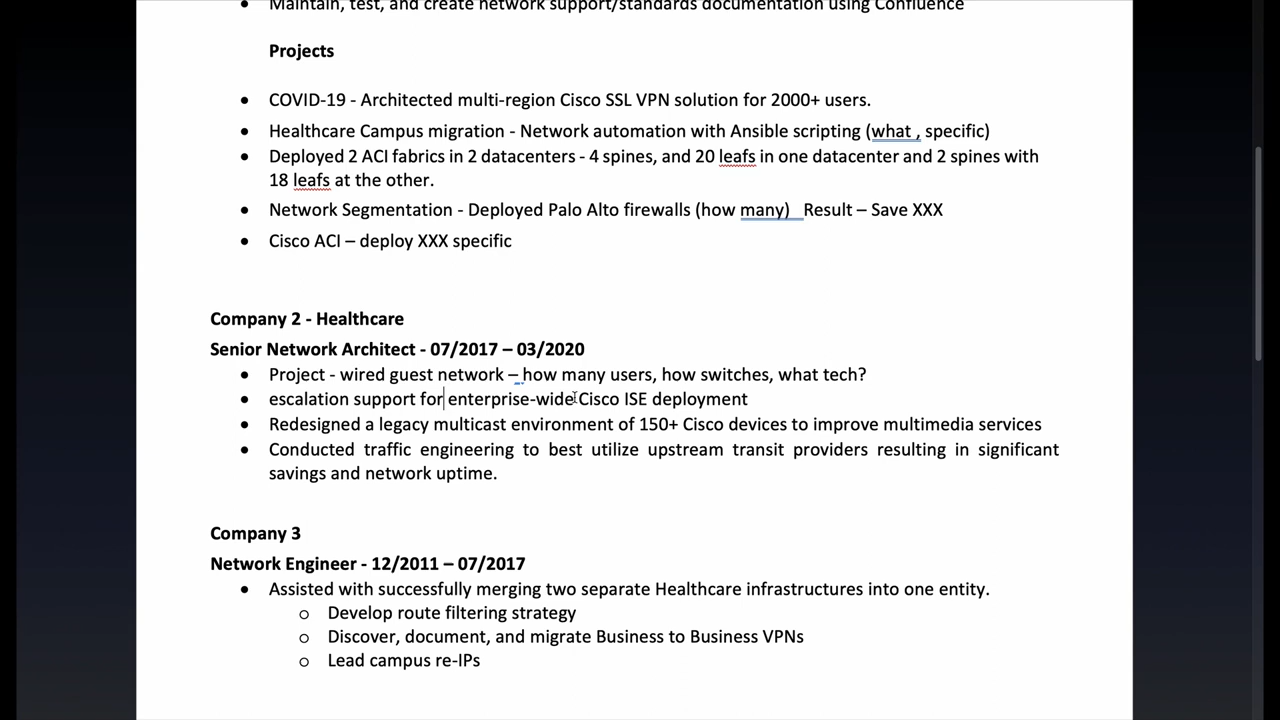 • Maintain, test, and create network support/standards documentation using Confluence
Projects
• COVID-19 - Architected multi-region Cisco SSL VPN solution for 2000+ users.
• Healthcare Campus migration - Network automation with Ansible scripting (what , specific)
• Deployed 2 ACI fabrics in 2 datacenters - 4 spines, and 20 leafs in one datacenter and 2 spines with
18 leafs at the other.
• Network Segmentation - Deployed Palo Alto firewalls (how many)   Result – Save XXX
• Cisco ACI – deploy XXX specific
Company 2 - Healthcare
Senior Network Architect - 07/2017 – 03/2020
• Project - wired guest network – how many users, how switches, what tech?
• escalation support for enterprise-wide Cisco ISE deployment
• Redesigned a legacy multicast environment of 150+ Cisco devices to improve multimedia services
• Conducted traffic engineering to best utilize upstream transit providers resulting in significant
savings and network uptime.
Company 3
Network Engineer - 12/2011 – 07/2017
• Assisted with successfully merging two separate Healthcare infrastructures into one entity.
o Develop route filtering strategy
o Discover, document, and migrate Business to Business VPNs
o Lead campus re-IPs